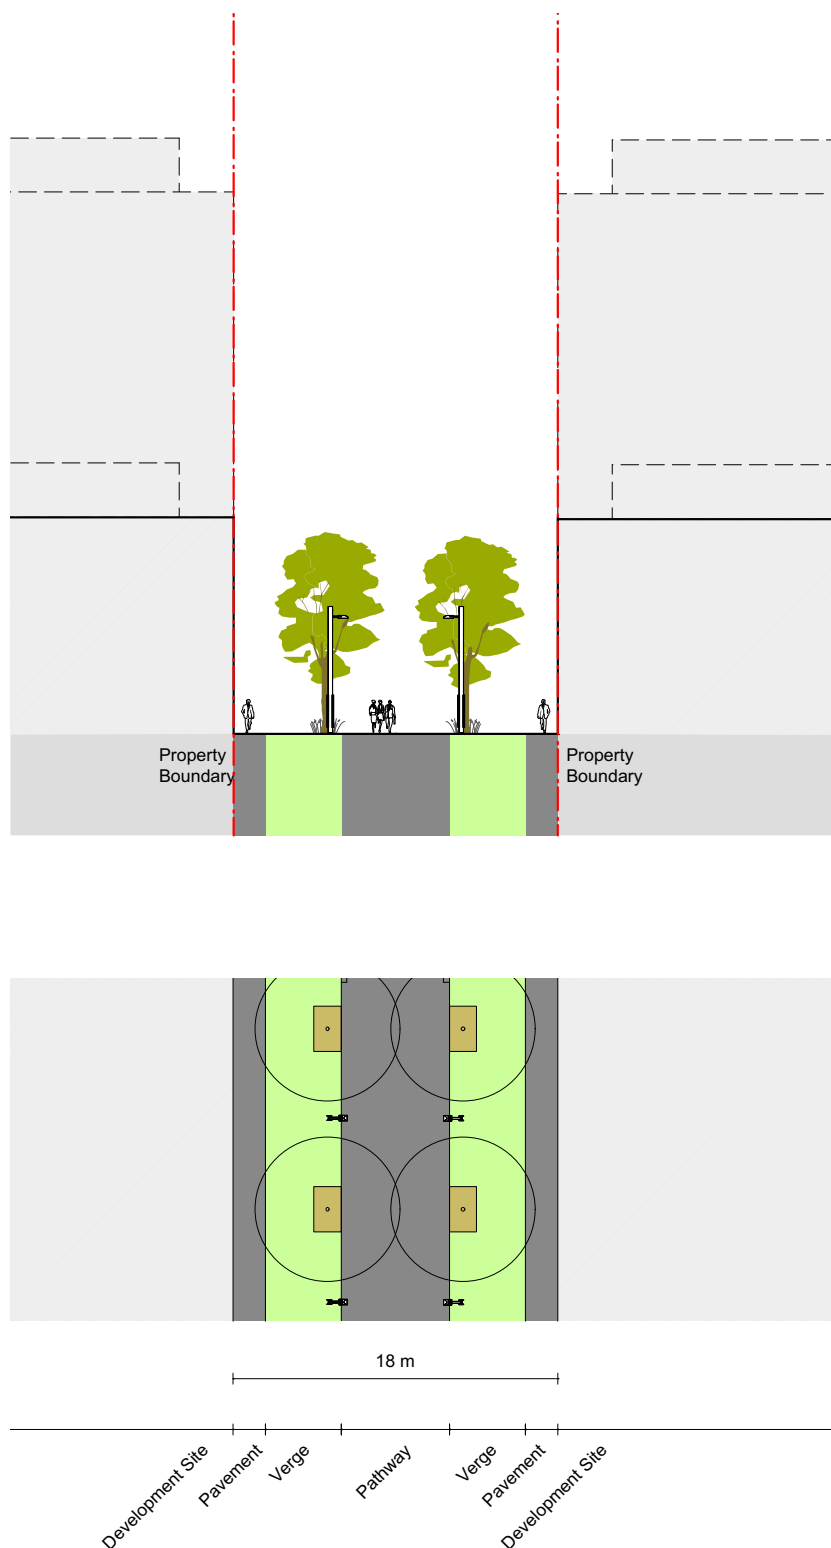 Property
Boundary
Property
Boundary
18 m
Development Site
Pavement
Verge
Pathway
Verge
Pavement
Development Site